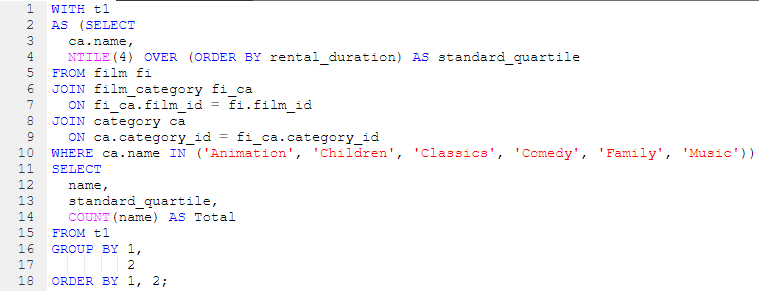 1 WITH t1
2 AS (SELECT
3 ca.name,
4 NTILE(4) OVER (ORDER BY rental_duration) AS standard_quartile
5 FROM film fi
6 JOIN film_category fi_ca
7 ON fi_ca.film_id = fi.film_id
8 JOIN category ca
9 ON ca.category_id = fi_ca.category_id
10 WHERE ca.name IN ('Animation', 'Children', 'Classics', 'Comedy', 'Family', 'Music'))
11 SELECT
12 name,
13 standard_quartile,
14 COUNT(name) AS Total
15 FROM t1
16 GROUP BY 1,
17 2
18 ORDER BY 1, 2;